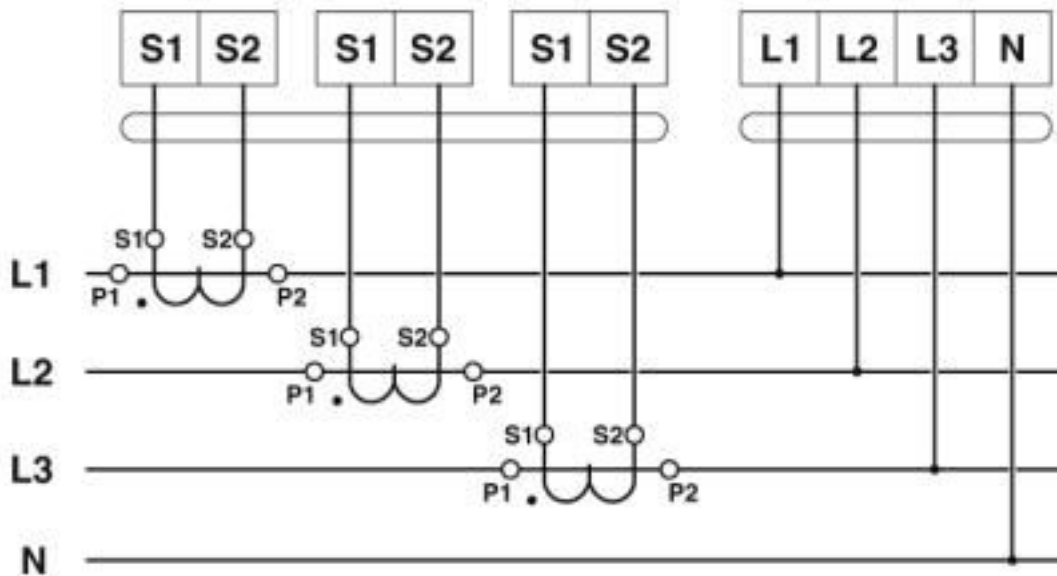 S1 S2 S1 S2 S1 S2 L1 L2 L3 N
S1 S2
L1
P1 P2
S1 S2
L2
P1 P2
S1 S2
L3
P1 P2
N